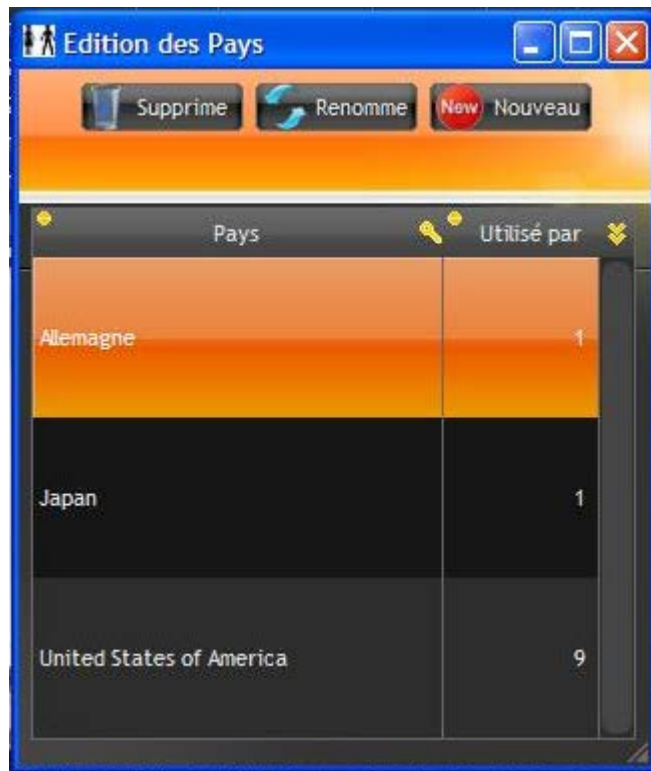 Edition des Pays
Supprime Renomme New Nouveau
Pays Utilisé par
Allemagne 1
Japan 1
United States of America 9